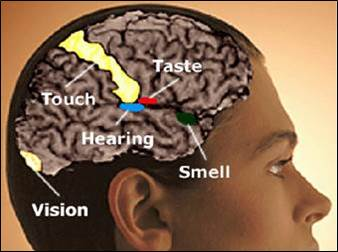 Taste
Touch
Hearing
Smell
Vision